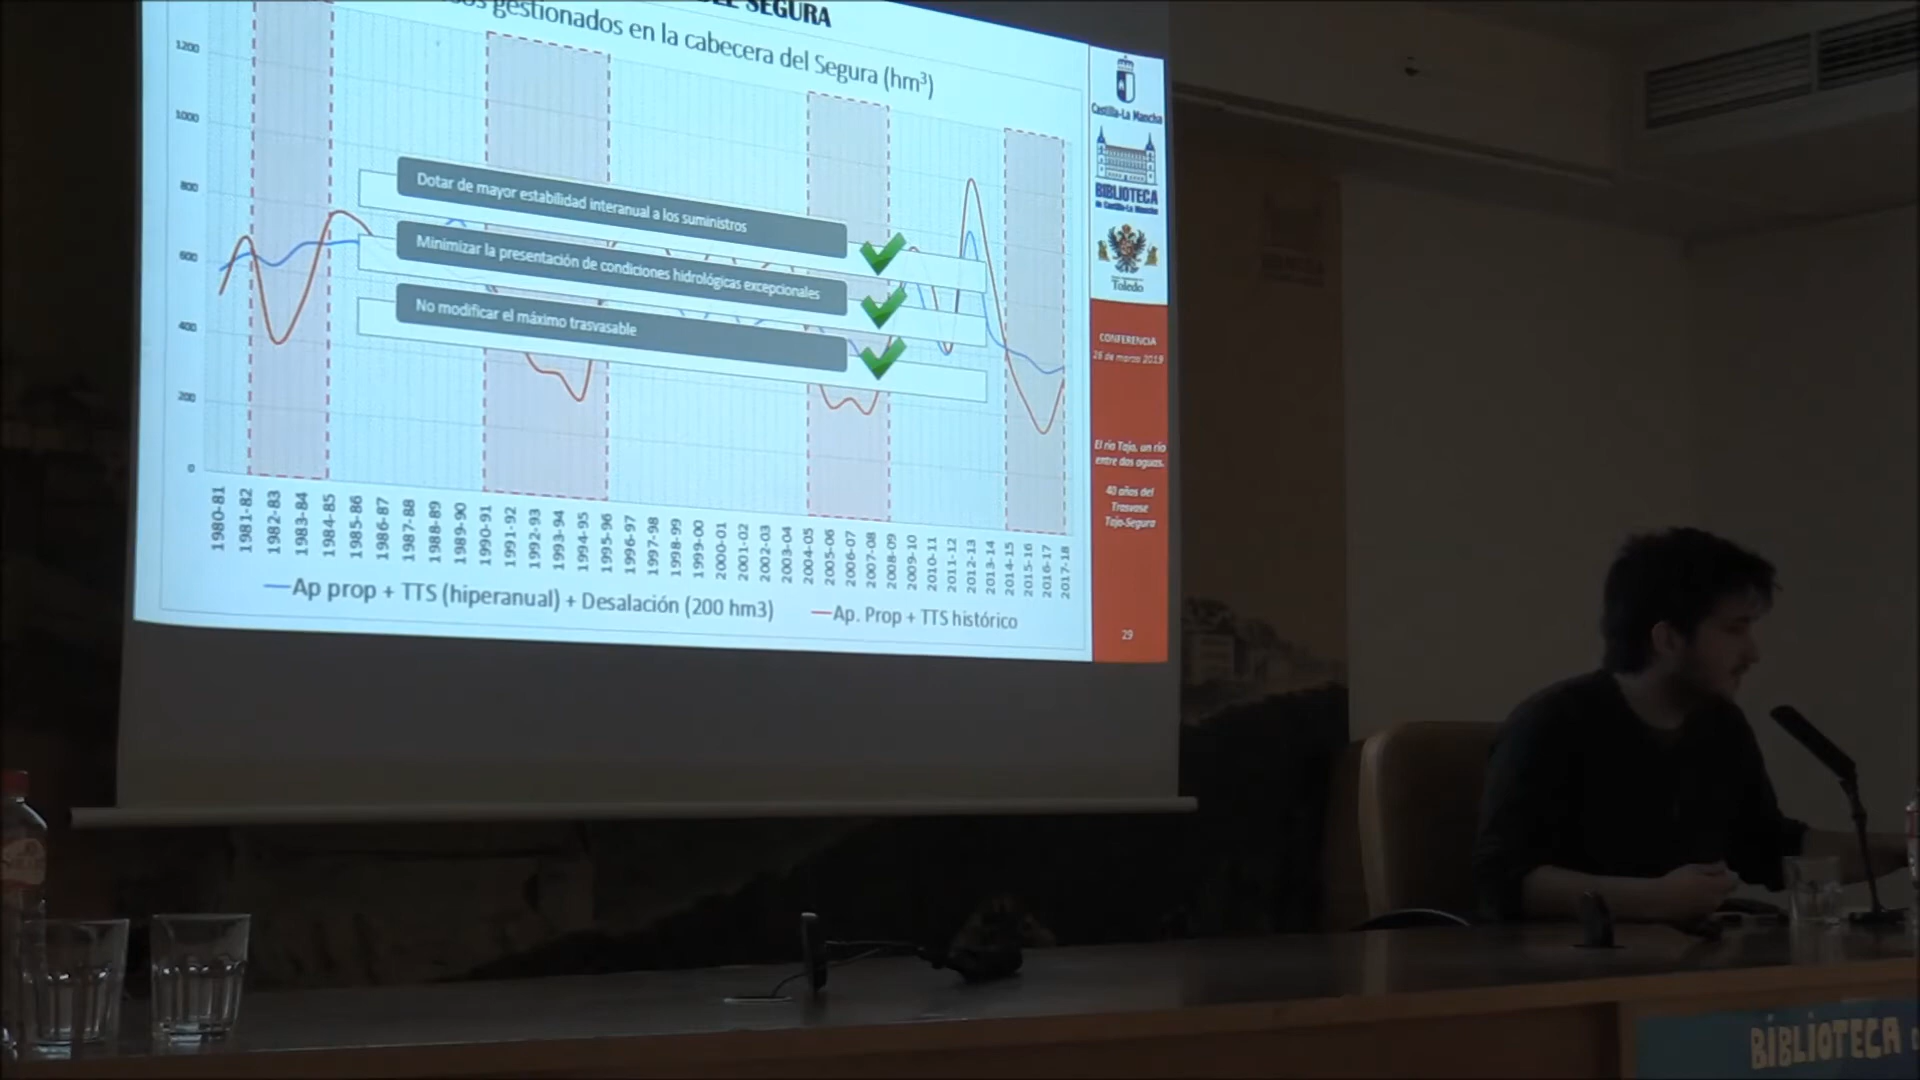 SEGURA
gestionados en la cabecera del Segura (hm³)
1200
1000
800
600
400
200
0
Dotar de mayor estabilidad interanual a los suministros
Minimizar la presentación de condiciones hidrológicas excepcionales
No modificar el máximo trasvasable
1980-81
1981-82
1982-83
1983-84
1984-85
1985-86
1986-87
1987-88
1988-89
1989-90
1990-91
1991-92
1992-93
1993-94
1994-95
1995-96
1996-97
1997-98
1998-99
1999-00
2000-01
2001-02
2002-03
2003-04
2004-05
2005-06
2006-07
2007-08
2008-09
2009-10
2010-11
2011-12
2012-13
2013-14
2014-15
2015-16
2016-17
2017-18
Ap prop + TTS (hiperanual) + Desalación (200 hm3)
Ap. Prop + TTS histórico
Castilla-La Mancha
BIBLIOTECA
de Castilla-La Mancha
Toledo
CONFERENCIA
26 de marzo 2019
El río Tajo, un río
entre dos aguas.
40 años del
Trasvase
Tajo-Segura
29
BIBLIOTECA